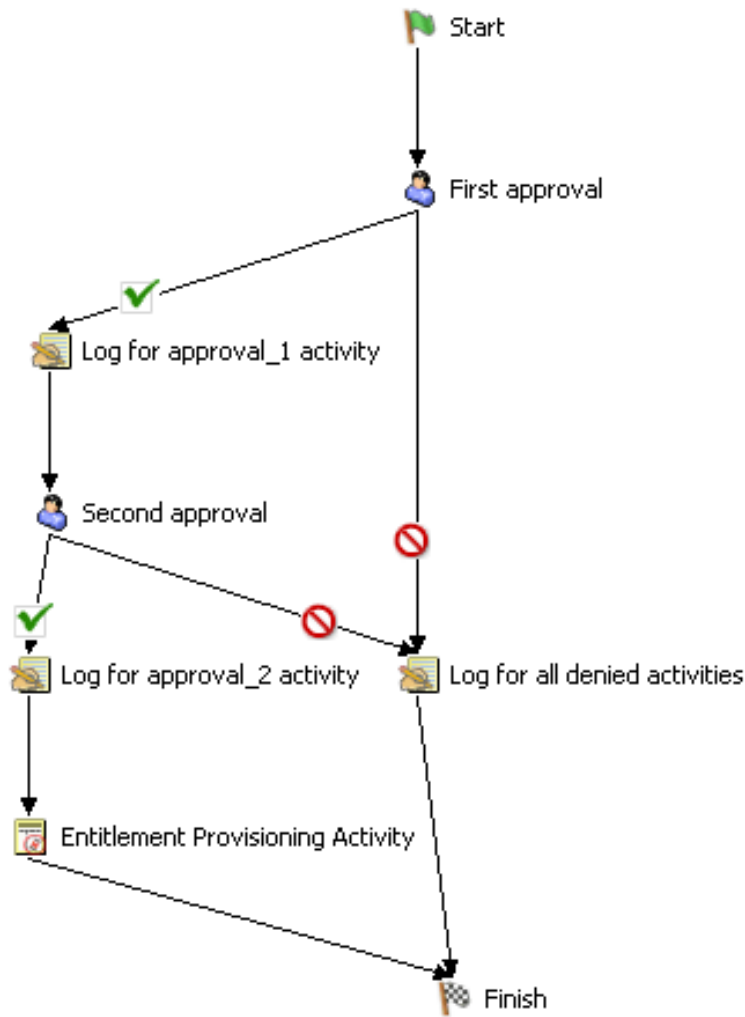 Start
First approval
Log for approval_1 activity
Second approval
Log for approval_2 activity
Log for all denied activities
Entitlement Provisioning Activity
Finish